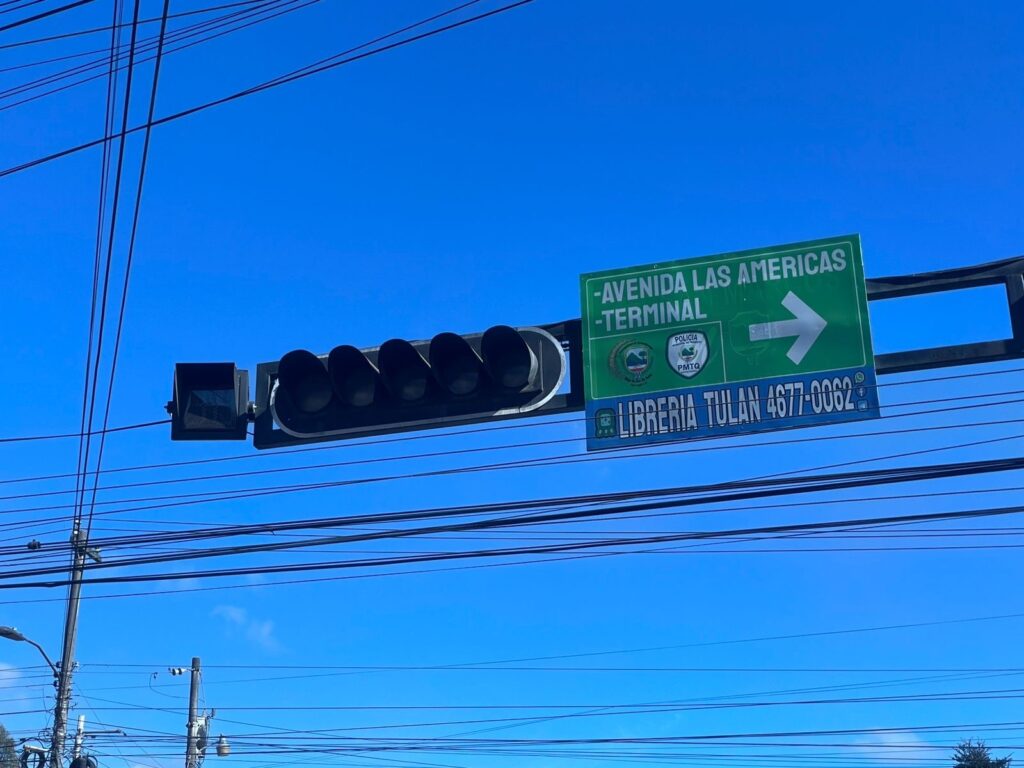 -AVENIDA LAS AMERICAS
-TERMINAL
POLICIA
PMTQ
LIBRERIA TULAN 4677-0062